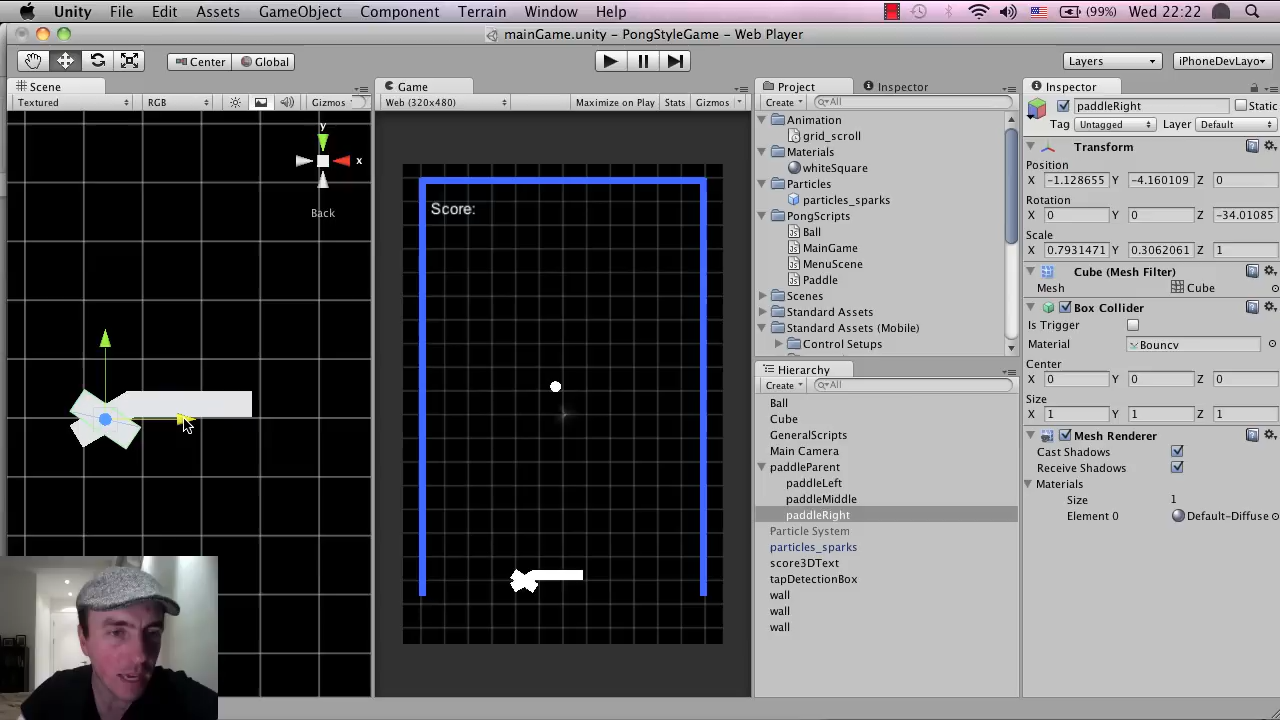 Unity File Edit Assets GameObject Component Terrain Window Help (99%) Wed 22:22
mainGame.unity – PongStyleGame – Web Player
Center Global Layers iPhoneDevLayo
Scene Game Project Inspector Inspector
Textured RGB Gizmos Web (320x480) Maximize on Play Stats Gizmos Create All
paddleRight Static
Tag Untagged Layer Default
Transform
Position
X -1.128655 Y -4.160109 Z 0
Rotation
X 0 Y 0 Z -34.01085
Scale
X 0.7931471 Y 0.3062061 Z 1
Cube (Mesh Filter)
Mesh Cube
Box Collider
Is Trigger
Material Bouncy
Center
X 0 Y 0 Z 0
Size
X 1 Y 1 Z 1
Mesh Renderer
Cast Shadows
Receive Shadows
Materials
Size 1
Element 0 Default-Diffuse
Animation
grid_scroll
Materials
whiteSquare
Particles
particles_sparks
PongScripts
Ball
MainGame
MenuScene
Paddle
Scenes
Standard Assets
Standard Assets (Mobile)
Control Setups
Hierarchy
Create All
Ball
Cube
GeneralScripts
Main Camera
paddleParent
paddleLeft
paddleMiddle
paddleRight
Particle System
particles_sparks
score3DText
tapDetectionBox
wall
wall
wall
y
x
Back
Score: